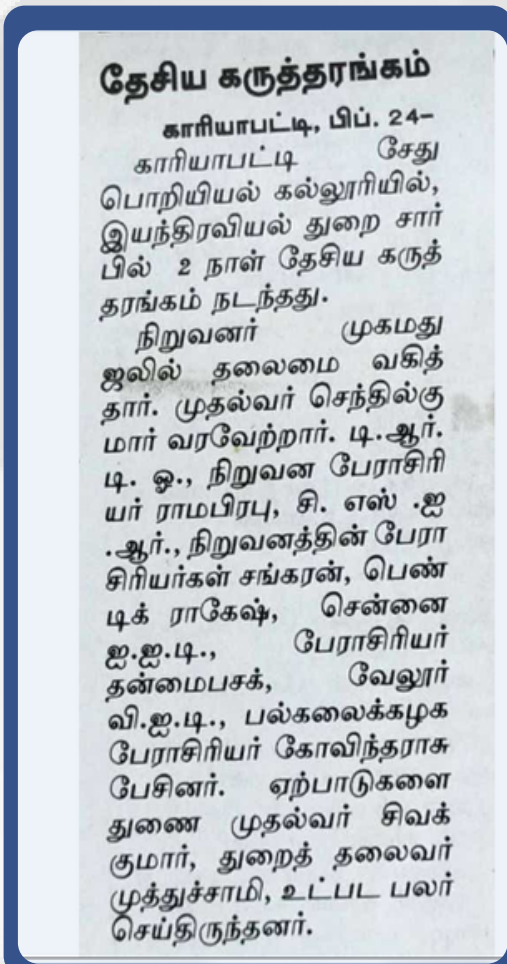 தேசிய கருத்தரங்கம்
காரியாபட்டி, பிப். 24–
காரியாபட்டி சேது
பொறியியல் கல்லூரியில்,
இயந்திரவியல் துறை சார்
பில் 2 நாள் தேசிய கருத்
தரங்கம் நடந்தது.
நிறுவனர் முகமது
ஜலில் தலைமை வகித்
தார். முதல்வர் செந்தில்கு
மார் வரவேற்றார். டி.ஆர்.
டி. ஓ., நிறுவன பேராசிரி
யர் ராமபிரபு, சி. எஸ் .ஐ
.ஆர்., நிறுவனத்தின் பேரா
சிரியர்கள் சங்கரன், பெண்
டிக் ராகேஷ், சென்னை
ஐ.ஐ.டி., பேராசிரியர்
தன்மைபசக், வேலூர்
வி.ஐ.டி., பல்கலைக்கழக
பேராசிரியர் கோவிந்தராசு
பேசினர். ஏற்பாடுகளை
துணை முதல்வர் சிவக்
குமார், துறைத் தலைவர்
முத்துச்சாமி, உட்பட பலர்
செய்திருந்தனர்.